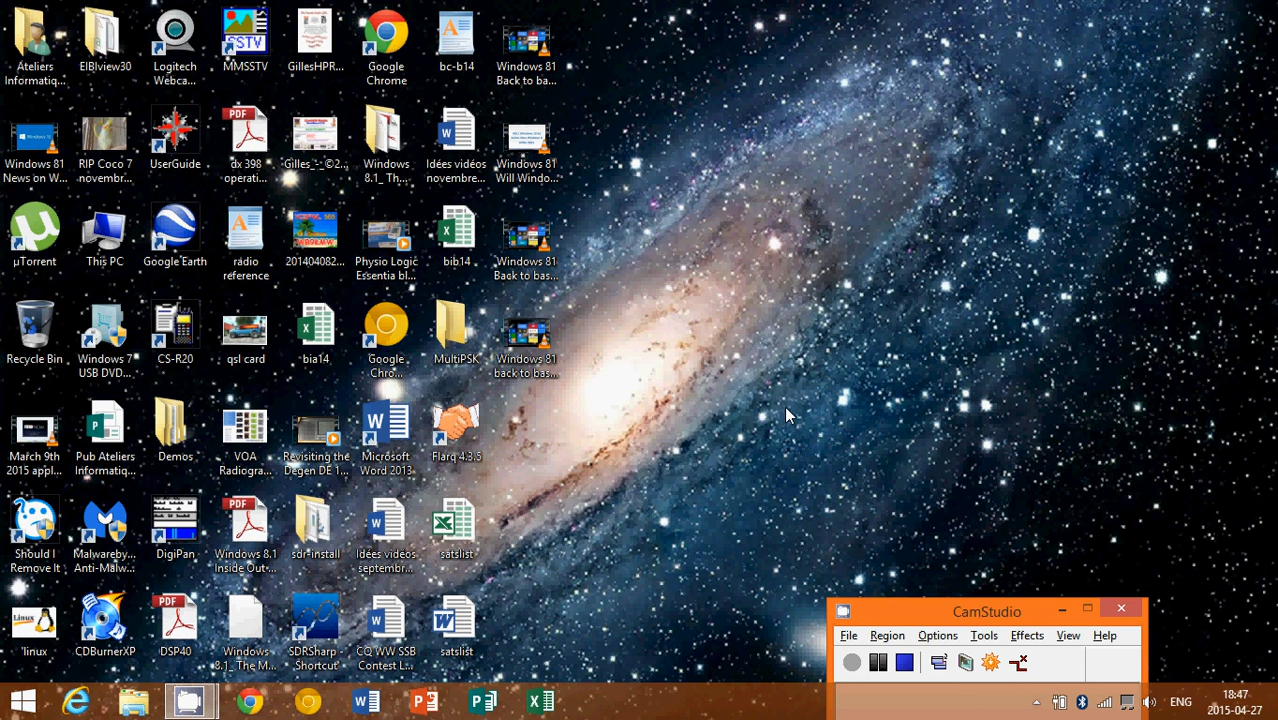 Ateliers
Informatiq...
EIBIview30
Logitech
Webca...
SSTV
MMSSTV
GillesHPR...
Google
Chrome
bc-b14
Windows 81
Back to ba...
Windows 81
News on W...
RIP Coco 7
novembr...
UserGuide
PDF
dx 398
operati...
Gilles_-_©2...
Windows
8.1_ Th...
Idées vidéos
novembre...
Windows 81
Will Windo...
µTorrent
This PC
Google Earth
radio
reference
201404082...
Physio Logic
Essentia bl...
bib14
Windows 81
Back to bas...
Recycle Bin
Windows 7
USB DVD...
CS-R20
qsl card
bia14
Google
Chro...
MultiPSK
Windows 81
back to bas...
March 9th
2015 appl...
Pub Ateliers
Informatiq...
Demos
VOA
Radiogra...
Revisiting the
Degen DE 1...
Microsoft
Word 2013
Flarq 4.3.5
Should I
Remove It
Malwareby...
Anti-Malw...
DigiPan
PDF
Windows 8.1
Inside Out-...
sdr-install
Idées vidéos
septembr...
satslist
Linux
linux
CDBurnerXP
PDF
DSP40
Windows
8.1_ The M...
SDRSharp -
Shortcut
CQ WW SSB
Contest L...
satslist
CamStudio
File Region Options Tools Effects View Help
ENG
18:47
2015-04-27